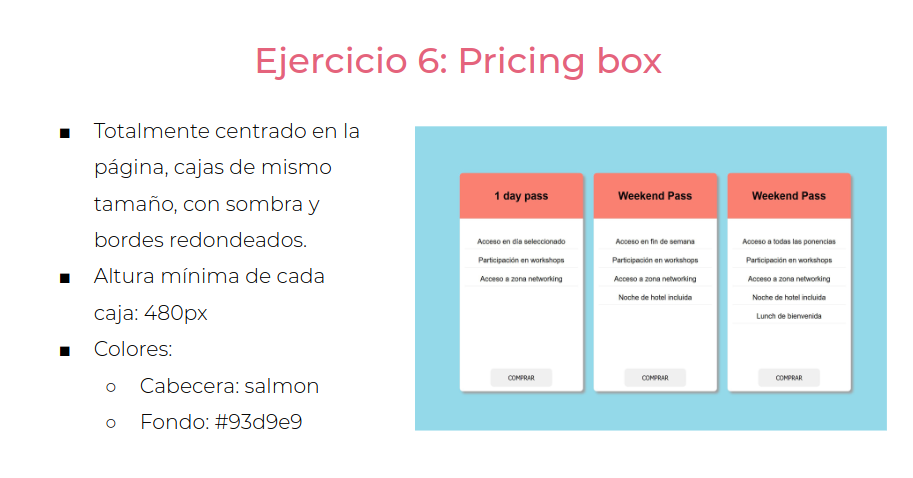 Ejercicio 6: Pricing box
■ Totalmente centrado en la
página, cajas de mismo
tamaño, con sombra y
bordes redondeados.
■ Altura mínima de cada
caja: 480px
■ Colores:
○ Cabecera: salmon
○ Fondo: #93d9e9
1 day pass
Acceso en día seleccionado
Participación en workshops
Acceso a zona networking
COMPRAR
Weekend Pass
Acceso en fin de semana
Participación en workshops
Acceso a zona networking
Noche de hotel incluida
COMPRAR
Weekend Pass
Acceso a todas las ponencias
Participación en workshops
Acceso a zona networking
Noche de hotel incluida
Lunch de bienvenida
COMPRAR